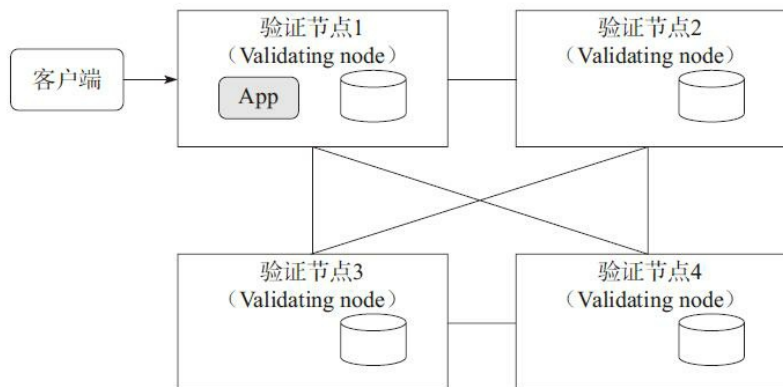 验证节点1
（Validating node）
验证节点2
（Validating node）
客户端
App
验证节点3
（Validating node）
验证节点4
（Validating node）